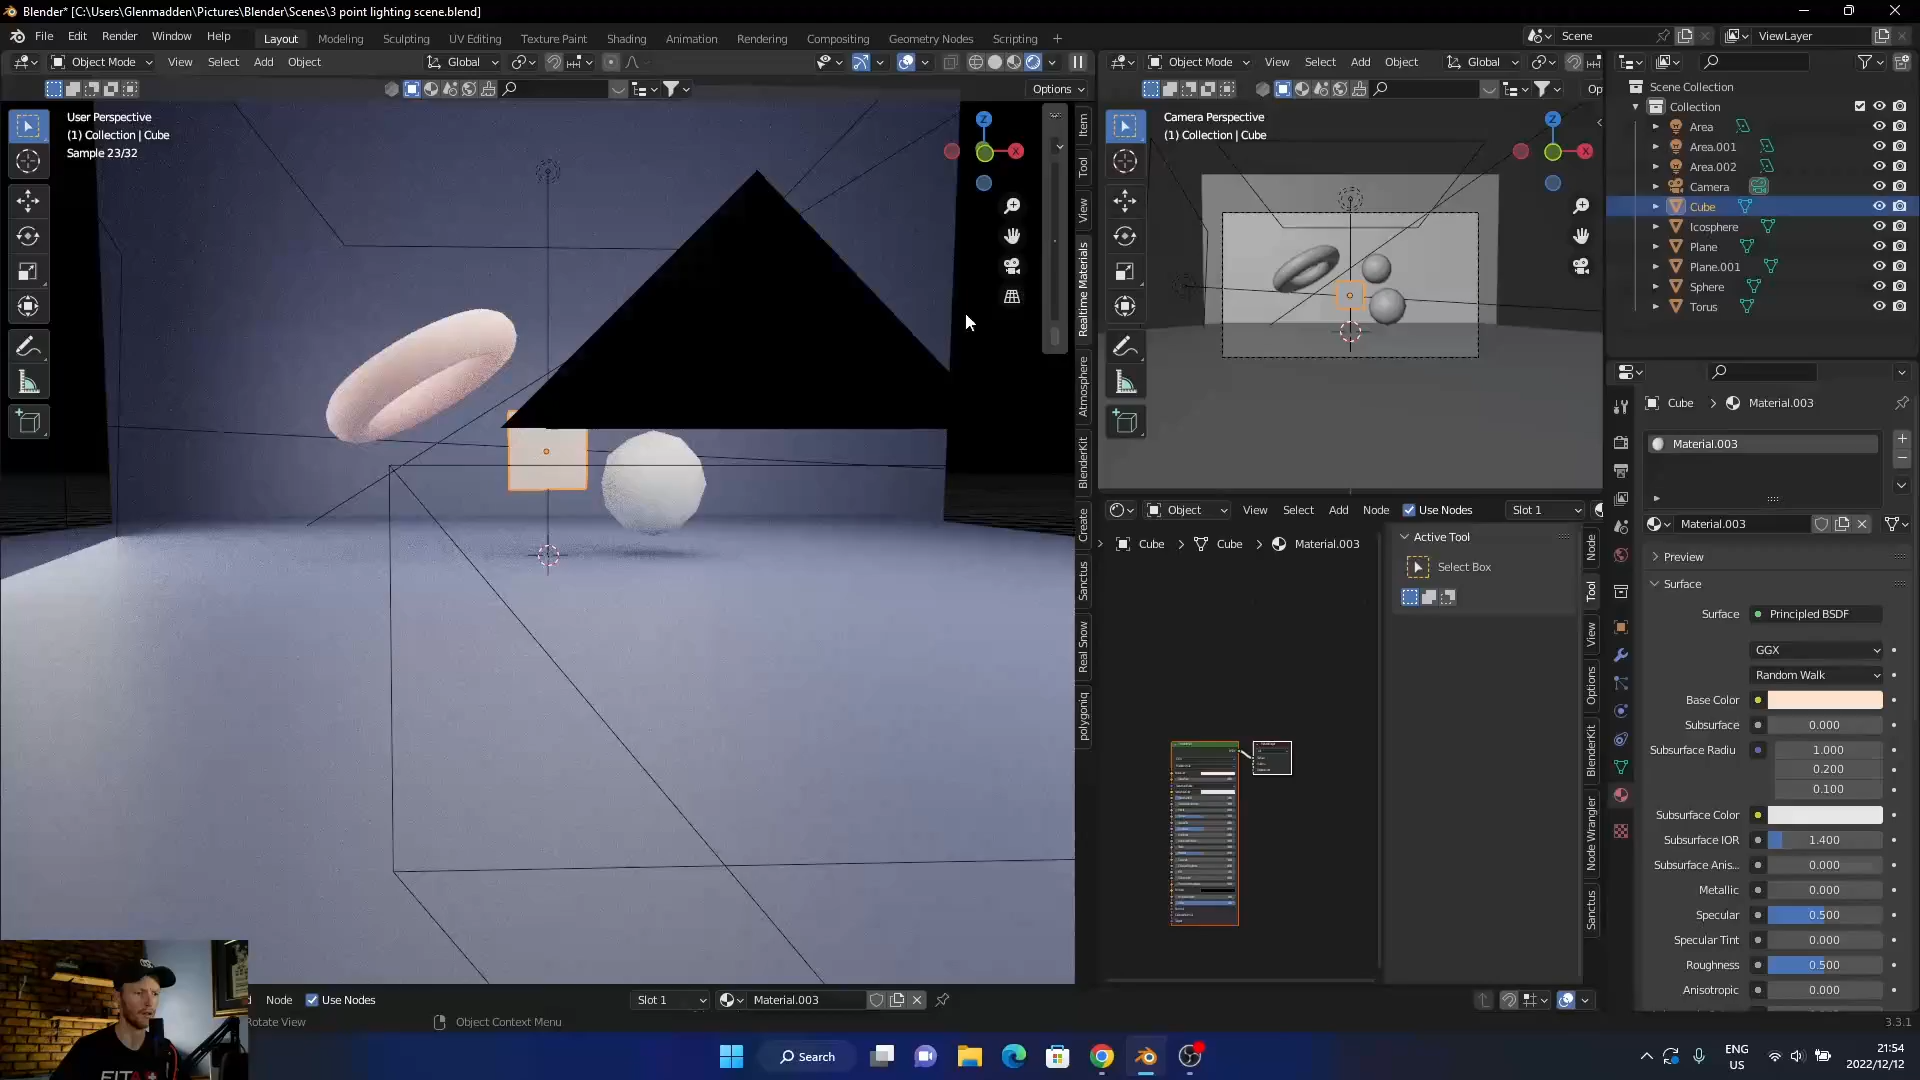 Blender* [C:\Users\Glenmadden\Pictures\Blender\Scenes\3 point lighting scene.blend]
File Edit Render Window Help Layout Modeling Sculpting UV Editing Texture Paint Shading Animation Rendering Compositing Geometry Nodes Scripting + Scene ViewLayer
Object Mode View Select Add Object Global
Options
User Perspective
(1) Collection | Cube
Sample 23/32
Z
X
Item
Tool
View
Realtime Materials
Atmosphere
BlenderKit
Create
Sanctus
Real Snow
polygoniq
Object Mode View Select Add Object Global
Op
Camera Perspective
(1) Collection | Cube
Z
X
Object View Select Add Node Use Nodes Slot 1
Cube > Cube > Material.003
Active Tool
Select Box
Node
Tool
View
Options
BlenderKit
Node Wrangler
Sanctus
Scene Collection
Collection
Area
Area.001
Area.002
Camera
Cube
Icosphere
Plane
Plane.001
Sphere
Torus
Cube > Material.003
Material.003
Material.003
Preview
Surface
Surface Principled BSDF
GGX
Random Walk
Base Color
Subsurface 0.000
Subsurface Radiu 1.000
0.200
0.100
Subsurface Color
Subsurface IOR 1.400
Subsurface Anis... 0.000
Metallic 0.000
Specular 0.500
Specular Tint 0.000
Roughness 0.500
Anisotropic 0.000
Node Use Nodes Slot 1 Material.003
Rotate View Object Context Menu
3.3.1
Search
ENG
US
21:54
2022/12/12